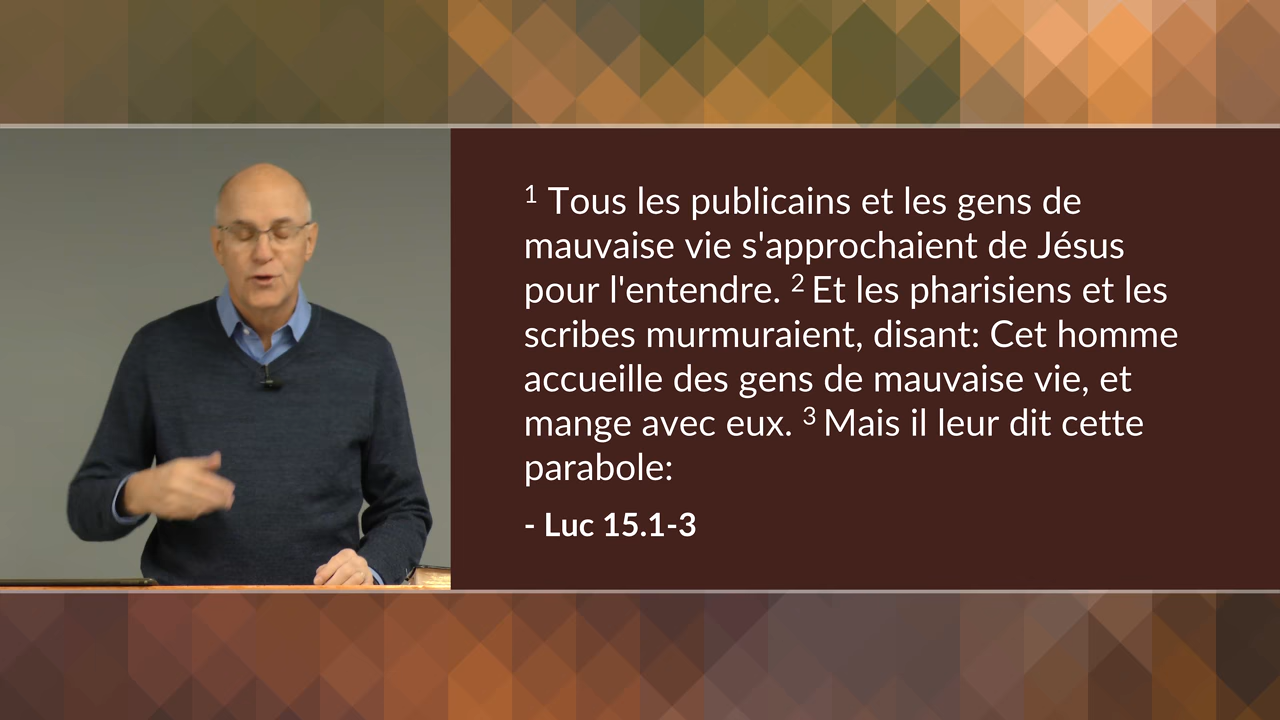 1 Tous les publicains et les gens de
mauvaise vie s'approchaient de Jésus
pour l'entendre. 2 Et les pharisiens et les
scribes murmuraient, disant: Cet homme
accueille des gens de mauvaise vie, et
mange avec eux. 3 Mais il leur dit cette
parabole:
- Luc 15.1-3